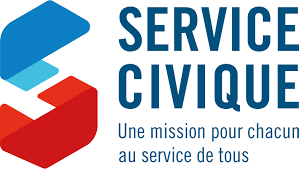 SERVICE
CIVIQUE
Une mission pour chacun
au service de tous